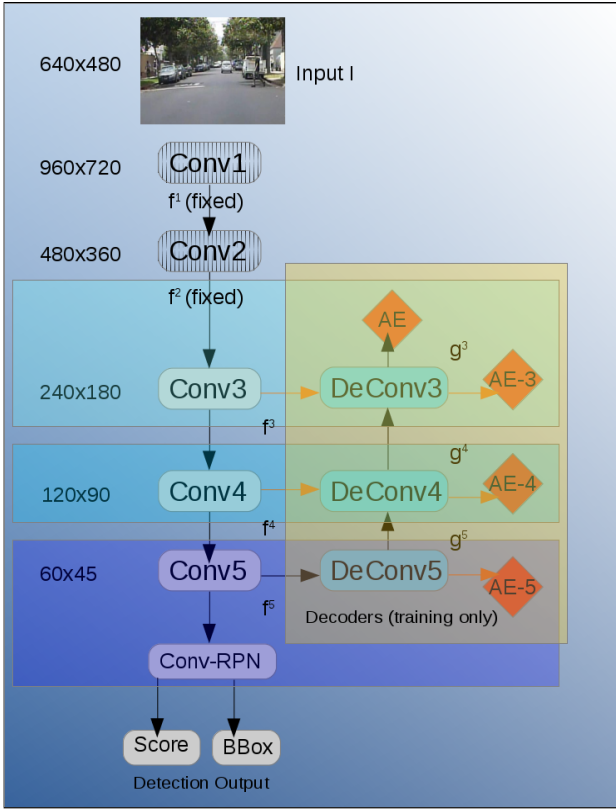 640x480
Input I
960x720
Conv1
f¹ (fixed)
480x360
Conv2
f² (fixed)
AE
g³
240x180
Conv3
DeConv3
AE-3
f³
g⁴
120x90
Conv4
DeConv4
AE-4
f⁴
g⁵
60x45
Conv5
DeConv5
AE-5
f⁵
Decoders (training only)
Conv-RPN
Score
BBox
Detection Output